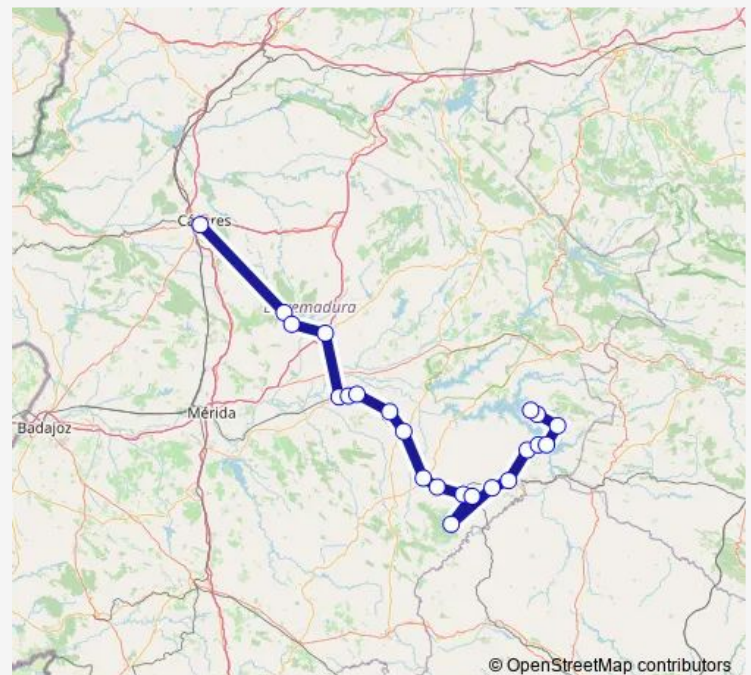 Cáceres
Extremadura
Mérida
Badajoz
© OpenStreetMap contributors